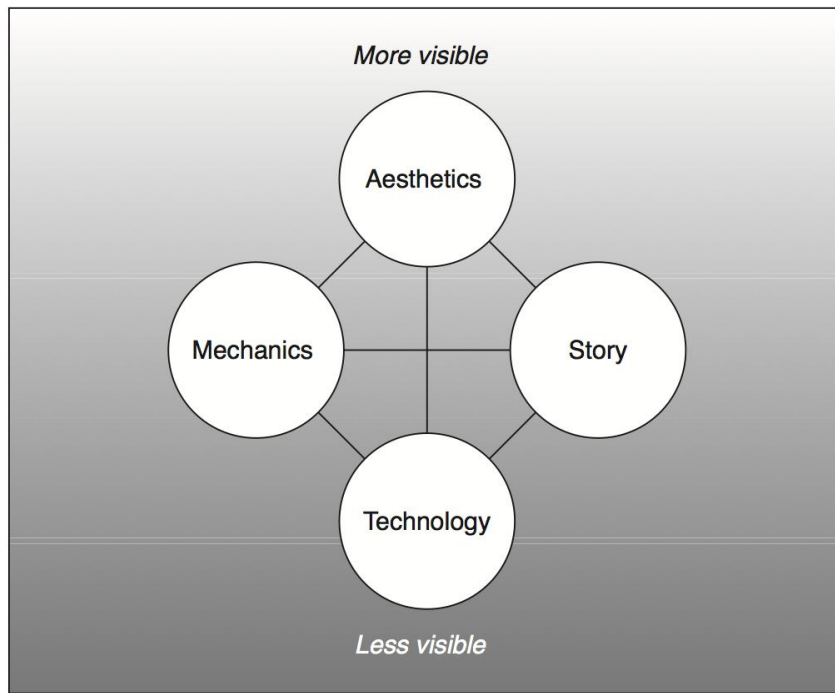 More visible
Aesthetics
Mechanics
Story
Technology
Less visible